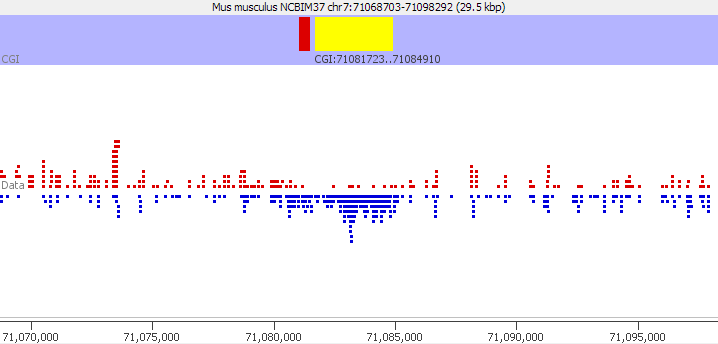 Mus musculus NCBIM37 chr7:71068703-71098292 (29.5 kbp)
CGI
CGI:71081723..71084910
Data
71,070,000 71,075,000 71,080,000 71,085,000 71,090,000 71,095,000